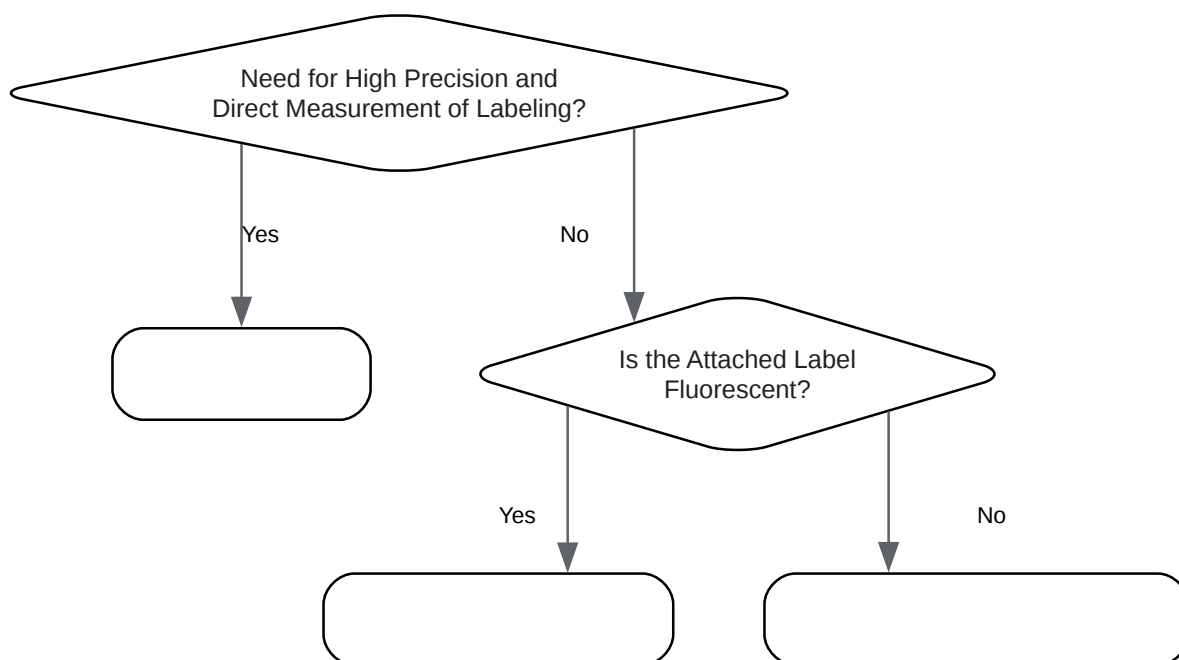 Need for High Precision and
Direct Measurement of Labeling?
Yes
No
Is the Attached Label
Fluorescent?
Yes
No